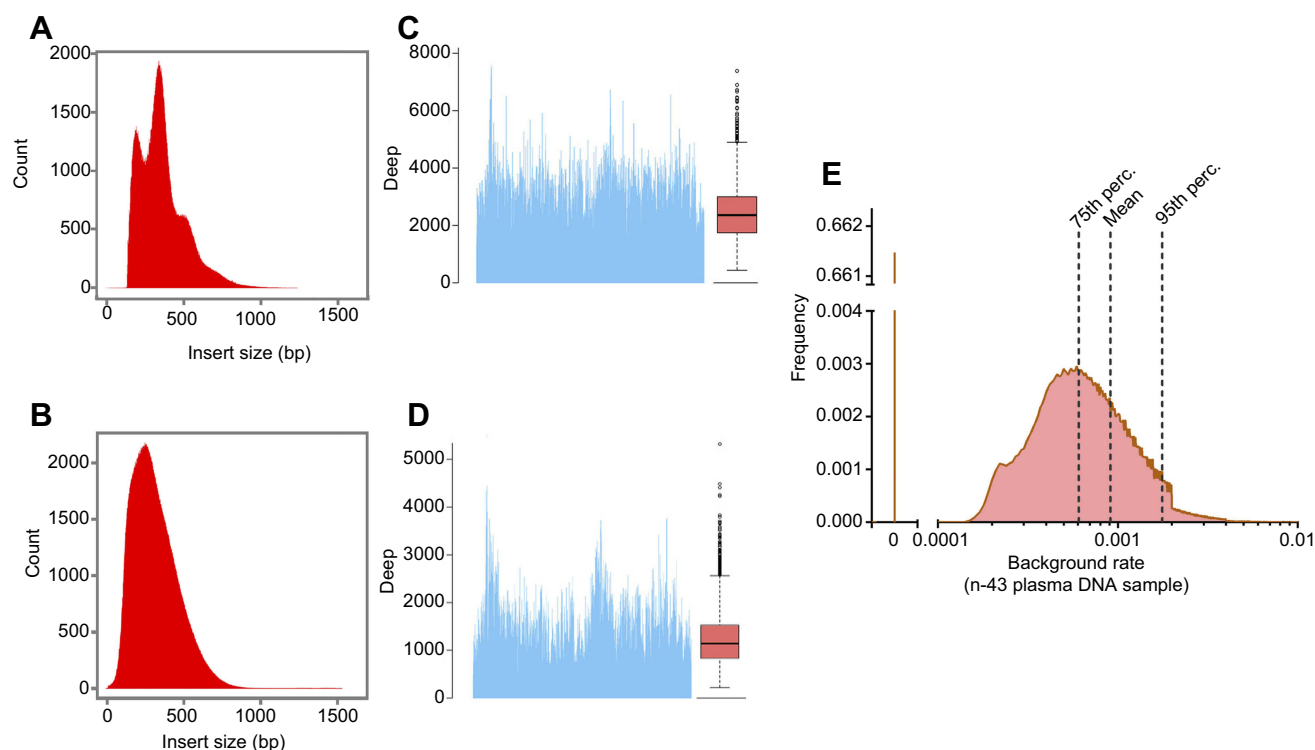 A
2000
1500
1000
500
0
Count
0 500 1000 1500
Insert size (bp)
B
2000
1500
1000
500
0
Count
0 500 1000 1500
Insert size (bp)
C
8000
6000
4000
2000
0
Deep
D
5000
4000
3000
2000
1000
0
Deep
E
75th perc.
Mean
95th perc.
0.662
0.661
0.004
0.003
0.002
0.001
0.000
Frequency
0 0.0001 0.001 0.01
Background rate
(n-43 plasma DNA sample)